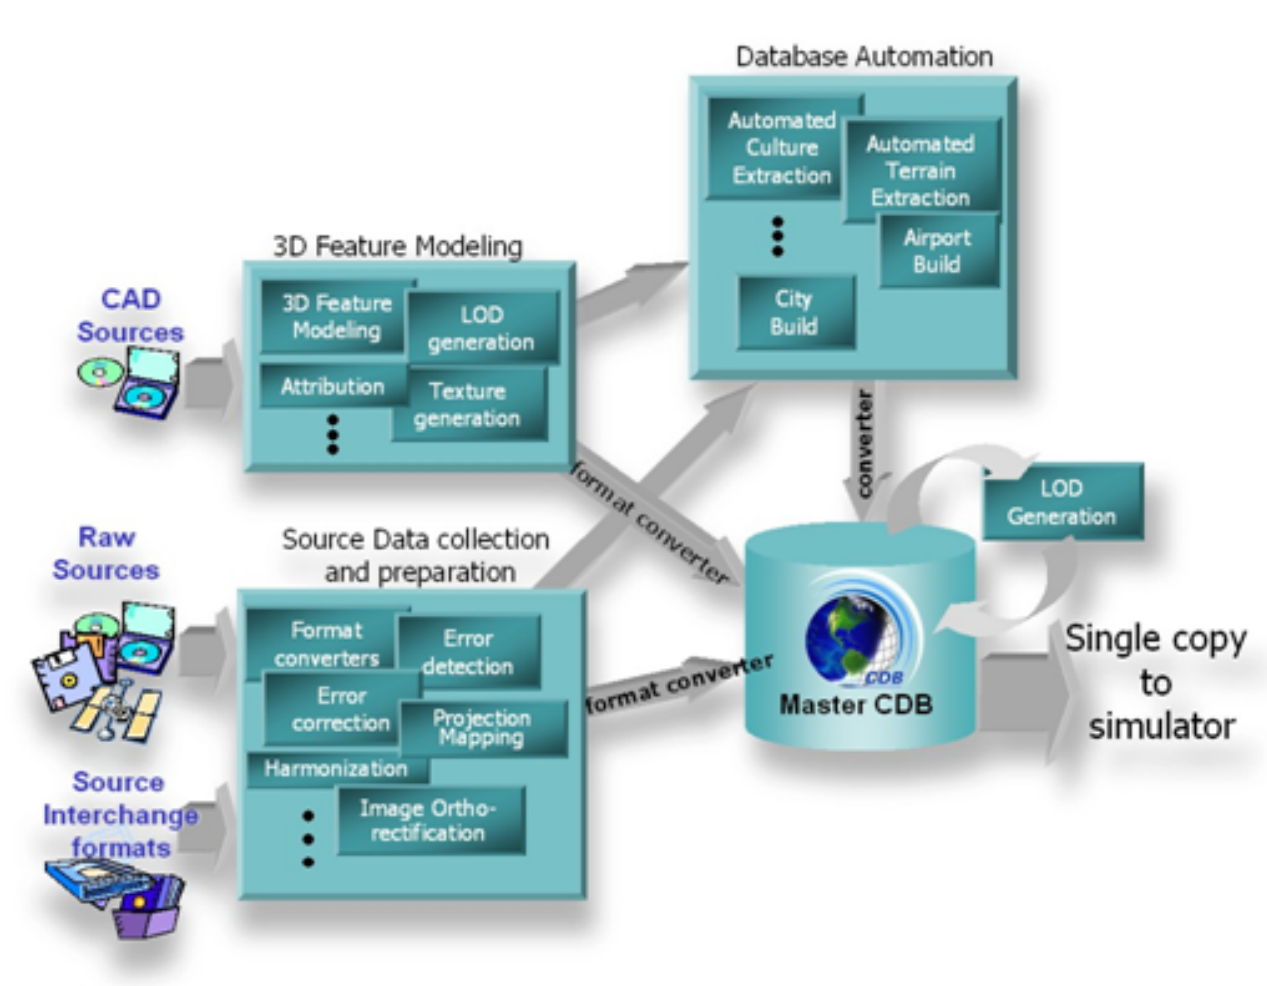 Database Automation
Automated
Culture
Extraction
Automated
Terrain
Extraction
Airport
Build
City
Build
3D Feature Modeling
3D Feature
Modeling
LOD
generation
Attribution
Texture
generation
CAD
Sources
converter
format converter
LOD
Generation
Raw
Sources
Source Data collection
and preparation
Format
converters
Error
detection
Error
correction
Projection
Mapping
Harmonization
Image Ortho-
rectification
format converter
CDB
Master CDB
Single copy
to
simulator
Source
Interchange
formats